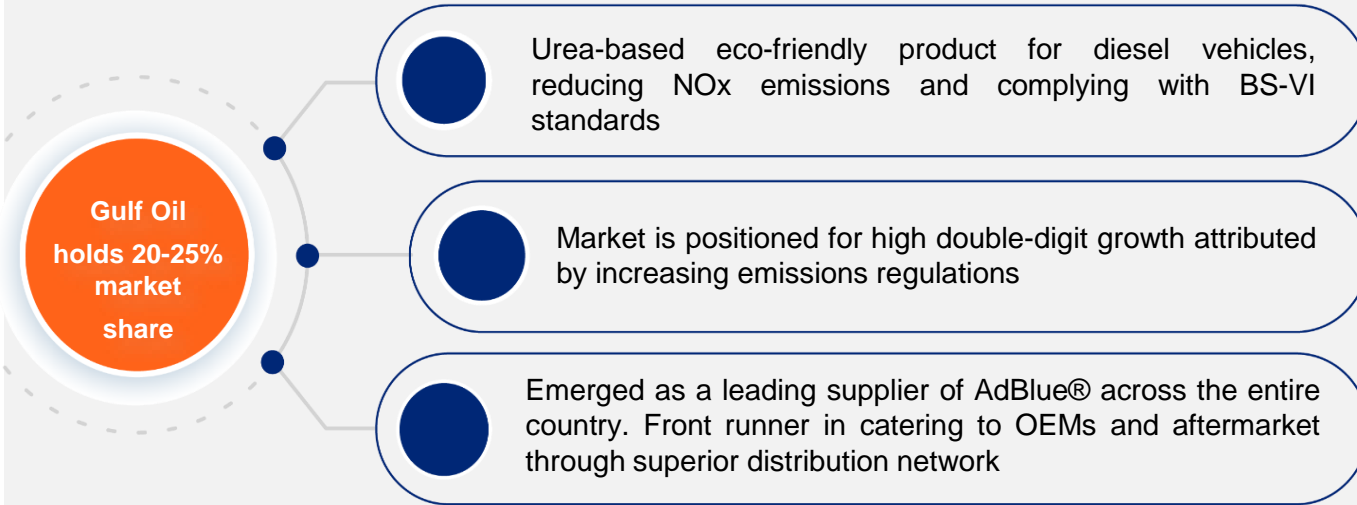 Gulf Oil
holds 20-25%
market
share
Urea-based eco-friendly product for diesel vehicles,
reducing NOx emissions and complying with BS-VI
standards
Market is positioned for high double-digit growth attributed
by increasing emissions regulations
Emerged as a leading supplier of AdBlue® across the entire
country. Front runner in catering to OEMs and aftermarket
through superior distribution network